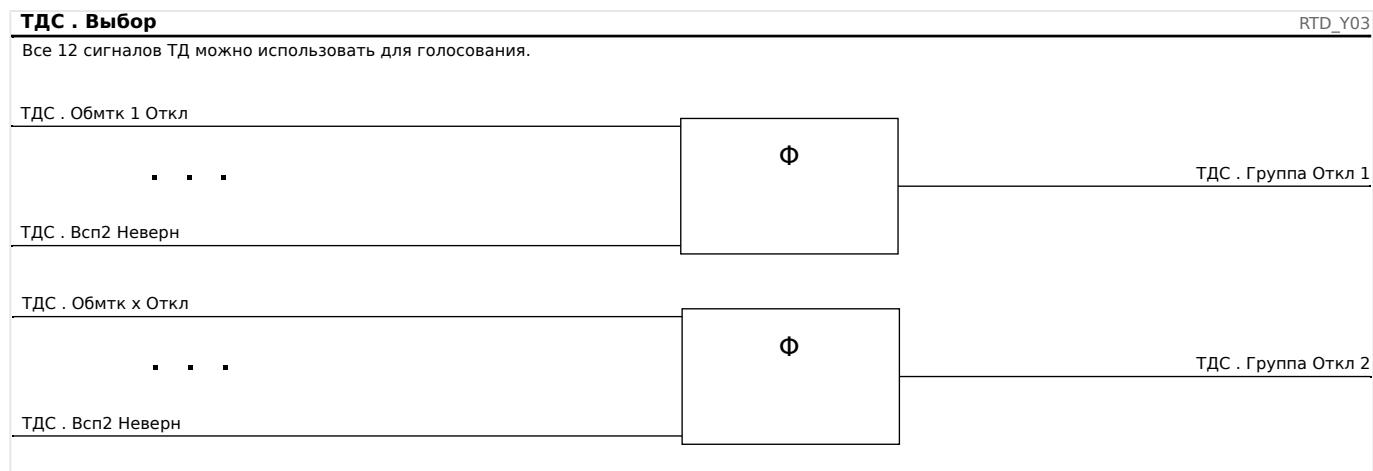 ТДС . Выбор
RTD_Y03
Все 12 сигналов ТД можно использовать для голосования.
ТДС . Обмтк 1 Откл
Ф
ТДС . Группа Откл 1
ТДС . Всп2 Неверн
ТДС . Обмтк x Откл
Ф
ТДС . Группа Откл 2
ТДС . Всп2 Неверн